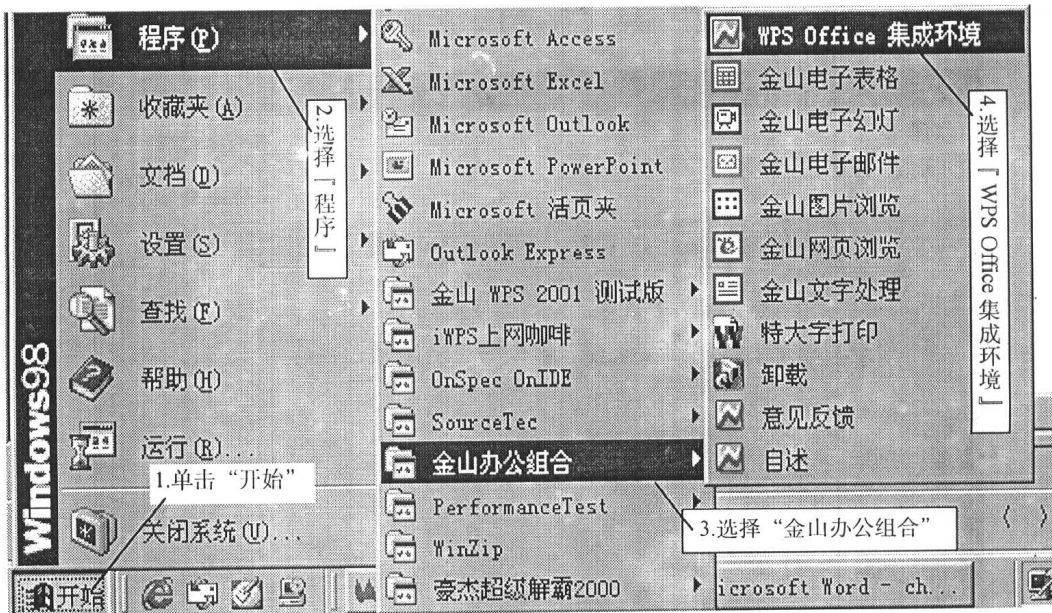 程序(P)
收藏夹(A)
文档(D)
设置(S)
查找(F)
帮助(H)
运行(R)...
关闭系统(U)...
Windows98
开始
1.单击“开始”
2.选择『程序』
Microsoft Access
Microsoft Excel
Microsoft Outlook
Microsoft PowerPoint
Microsoft 活页夹
Outlook Express
金山 WPS 2001 测试版
iWPS上网咖啡
OnSpec OnIDE
SourceTec
金山办公组合
PerformanceTest
WinZip
豪杰超级解霸2000
3.选择“金山办公组合”
WPS Office 集成环境
金山电子表格
金山电子幻灯
金山电子邮件
金山图片浏览
金山网页浏览
金山文字处理
特大字打印
卸载
意见反馈
自述
4.选择『WPS Office 集成环境』
icrosoft Word - ch...